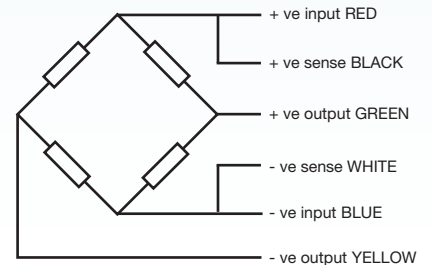 + ve input RED
+ ve sense BLACK
+ ve output GREEN
- ve sense WHITE
- ve input BLUE
- ve output YELLOW